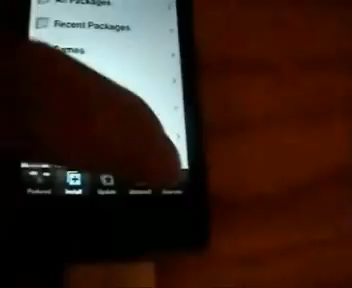 All Packages
Recent Packages
Games
Featured Install Update Uninstall Sources